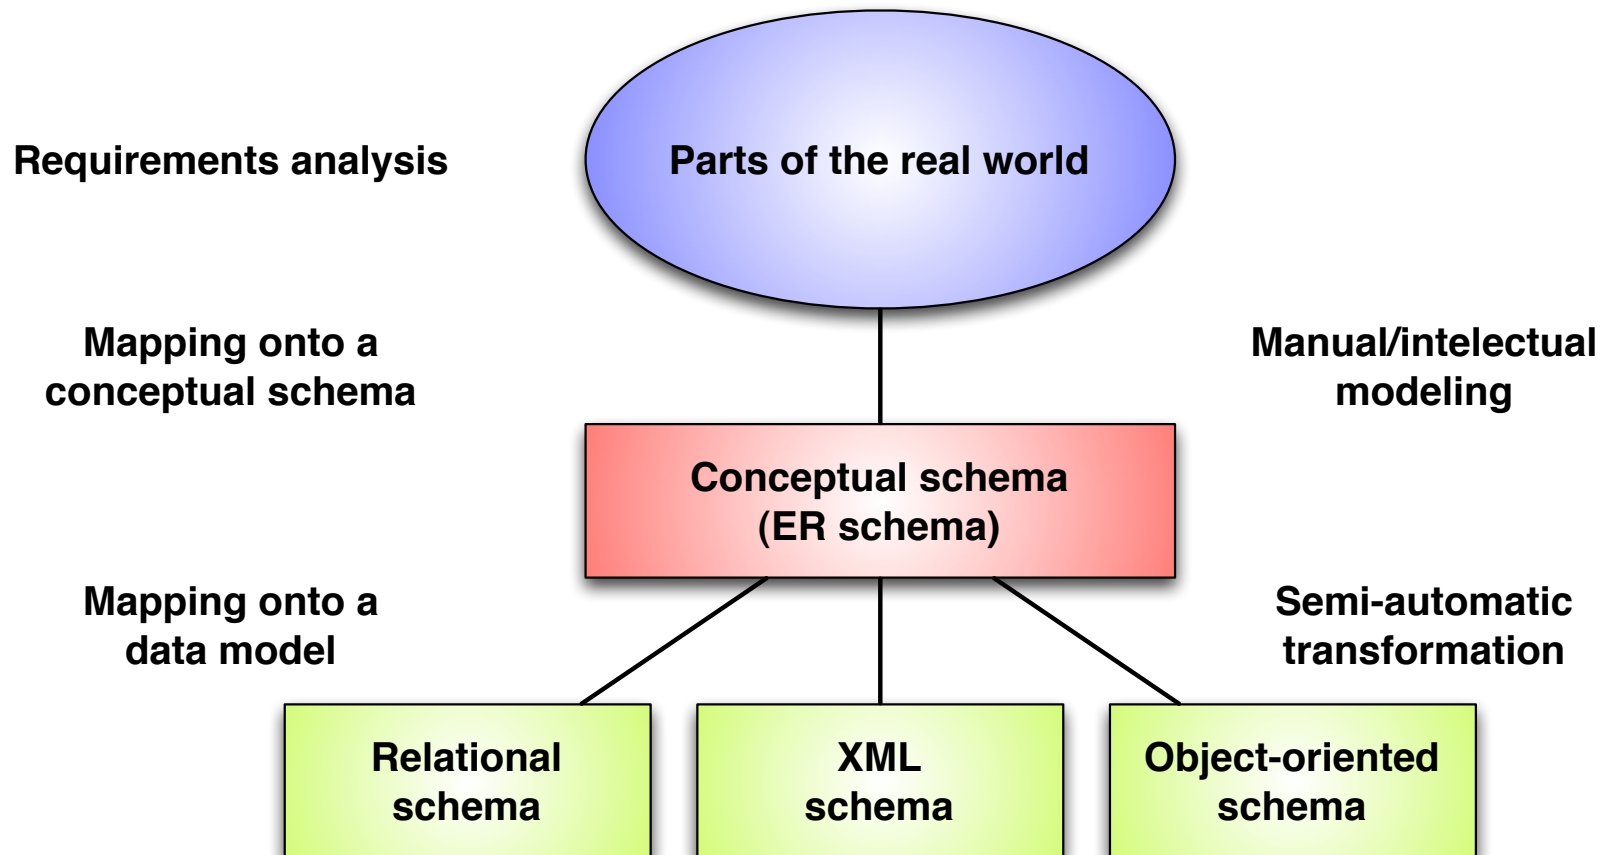 Requirements analysis
Parts of the real world
Mapping onto a
conceptual schema
Manual/intelectual
modeling
Conceptual schema
(ER schema)
Mapping onto a
data model
Semi-automatic
transformation
Relational
schema
XML
schema
Object-oriented
schema